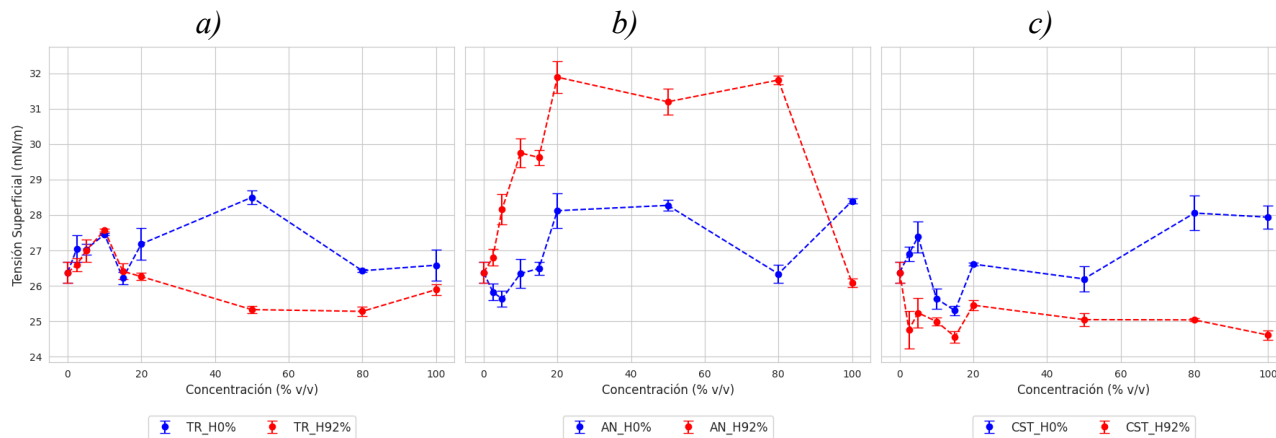 a) b) c)
Tensión Superficial (mN/m)
32
31
30
29
28
27
26
25
24
0 20 40 60 80 100 0 20 40 60 80 100 0 20 40 60 80 100
Concentración (% v/v) Concentración (% v/v) Concentración (% v/v)
TR_H0% TR_H92% AN_H0% AN_H92% CST_H0% CST_H92%